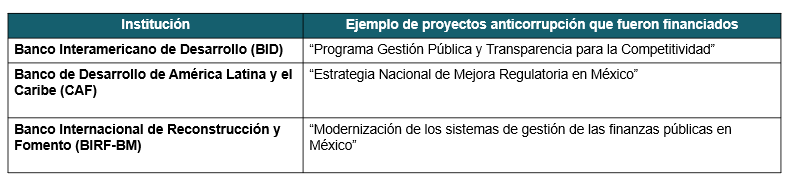 Institución
Ejemplo de proyectos anticorrupción que fueron financiados
Banco Interamericano de Desarrollo (BID)
“Programa Gestión Pública y Transparencia para la Competitividad”
Banco de Desarrollo de América Latina y el
Caribe (CAF)
“Estrategia Nacional de Mejora Regulatoria en México”
Banco Internacional de Reconstrucción y
Fomento (BIRF-BM)
“Modernización de los sistemas de gestión de las finanzas públicas en
México”